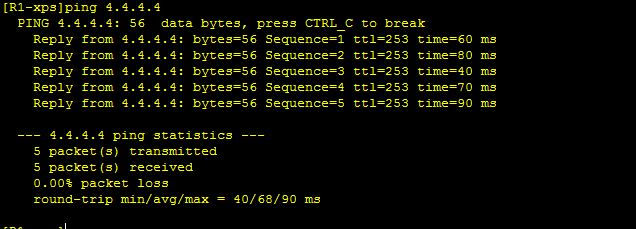 [R1-xps]ping 4.4.4.4
PING 4.4.4.4: 56  data bytes, press CTRL_C to break
Reply from 4.4.4.4: bytes=56 Sequence=1 ttl=253 time=60 ms
Reply from 4.4.4.4: bytes=56 Sequence=2 ttl=253 time=80 ms
Reply from 4.4.4.4: bytes=56 Sequence=3 ttl=253 time=40 ms
Reply from 4.4.4.4: bytes=56 Sequence=4 ttl=253 time=70 ms
Reply from 4.4.4.4: bytes=56 Sequence=5 ttl=253 time=90 ms
--- 4.4.4.4 ping statistics ---
5 packet(s) transmitted
5 packet(s) received
0.00% packet loss
round-trip min/avg/max = 40/68/90 ms